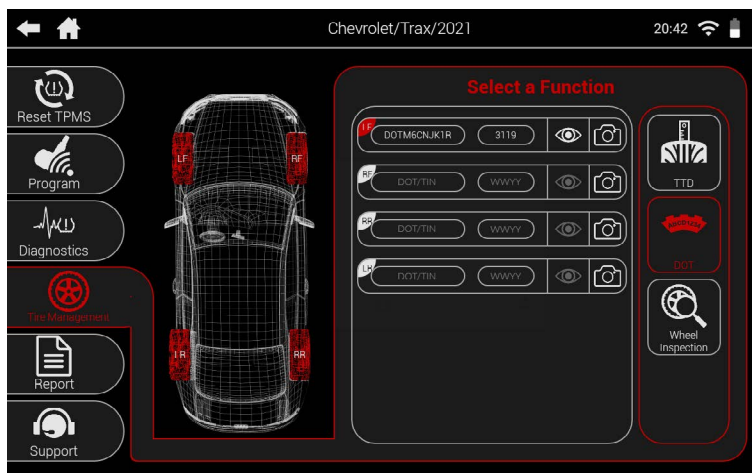 Chevrolet/Trax/2021
20:42
Reset TPMS
Program
Diagnostics
Tire Management
Report
Support
LF
RF
LR
RR
Select a Function
LF
DOTM6CNJK1R
3119
RF
DOT/TIN
WWYY
RR
DOT/TIN
WWYY
LR
DOT/TIN
WWYY
TTD
DOT
Wheel
Inspection